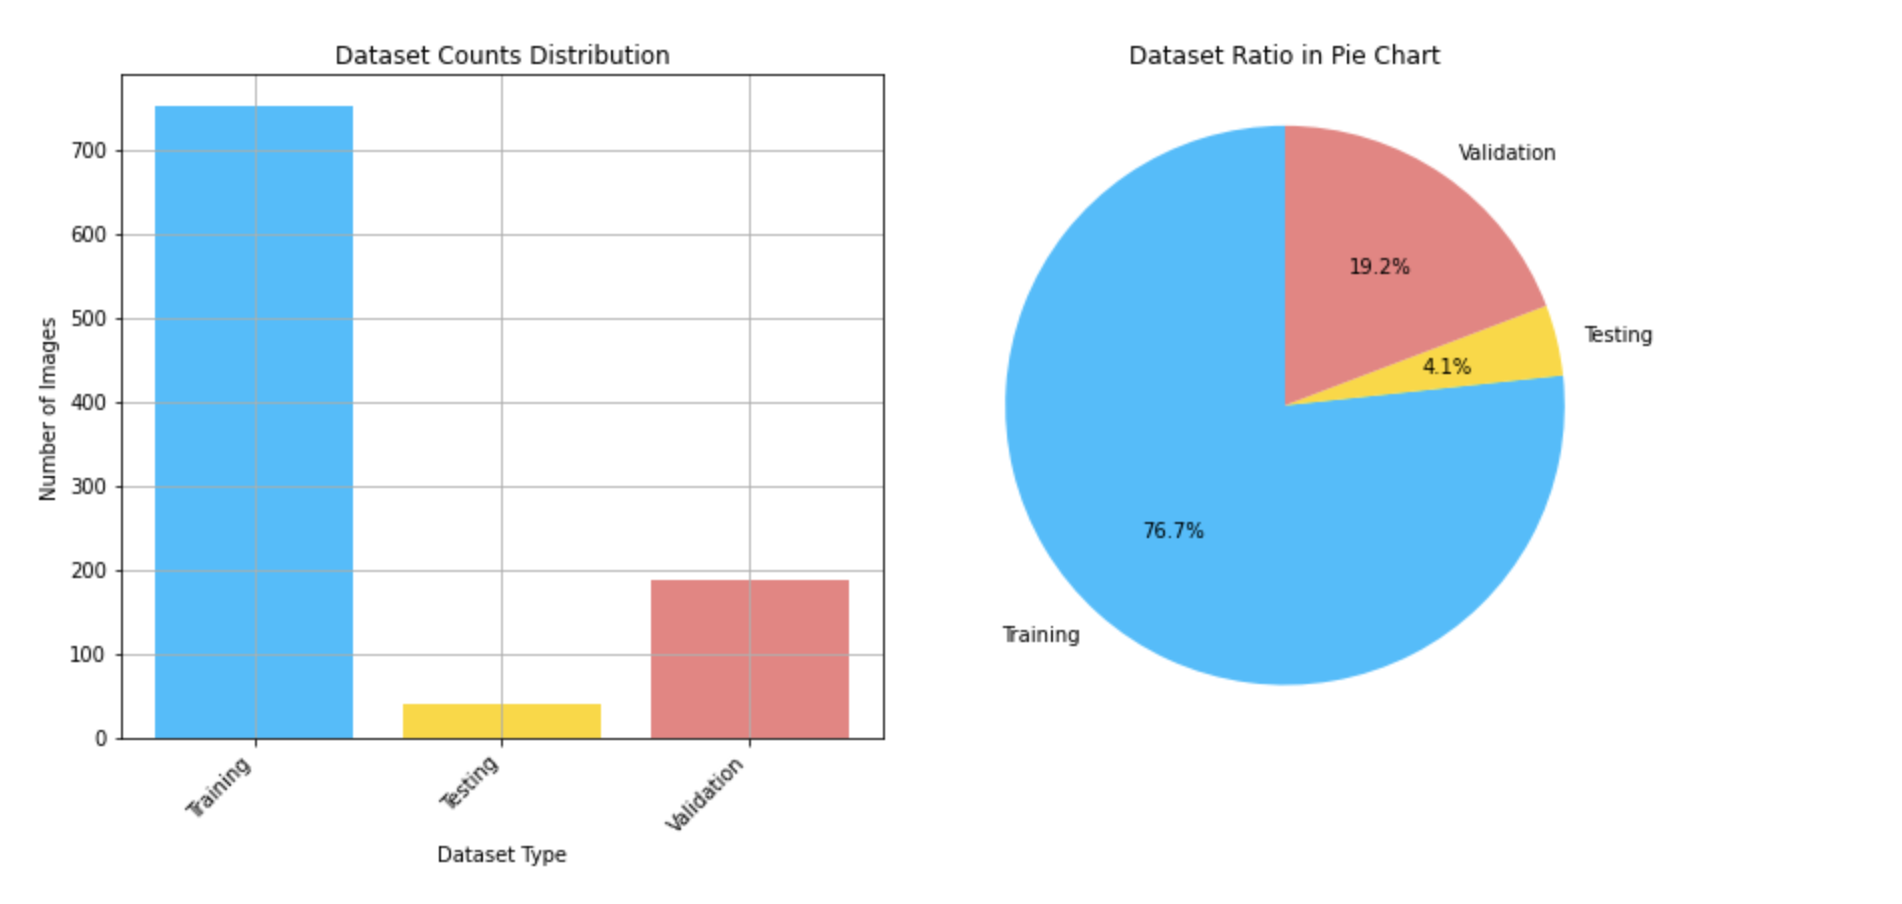 Dataset Counts Distribution
Number of Images
700
600
500
400
300
200
100
0
Training
Testing
Validation
Dataset Type
Dataset Ratio in Pie Chart
Validation
19.2%
Testing
4.1%
76.7%
Training